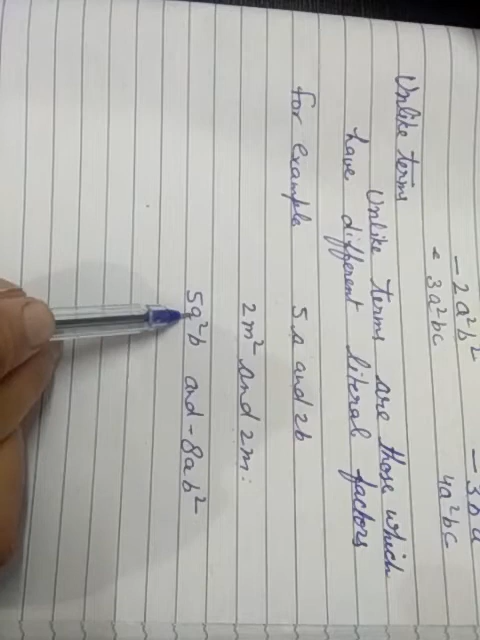 - 2a²b²
3a²bc 4a²bc
Unlike terms
Unlike terms are those which
have different literal factors
for example 5a and 2b
2m² and 2m
5a²b and - 8ab²